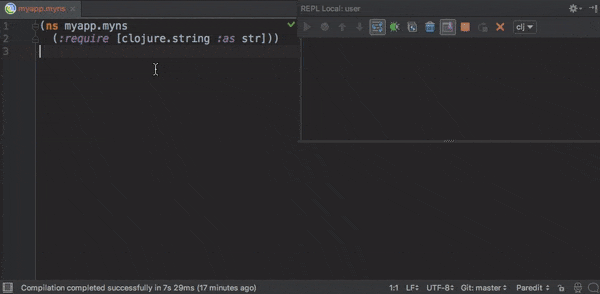 myapp.myns
REPL Local: user
1 (ns myapp.myns
2 (:require [clojure.string :as str]))
3
clj
Compilation completed successfully in 7s 29ms (17 minutes ago)
1:1 LF÷ UTF-8÷ Git: master÷ Paredit÷